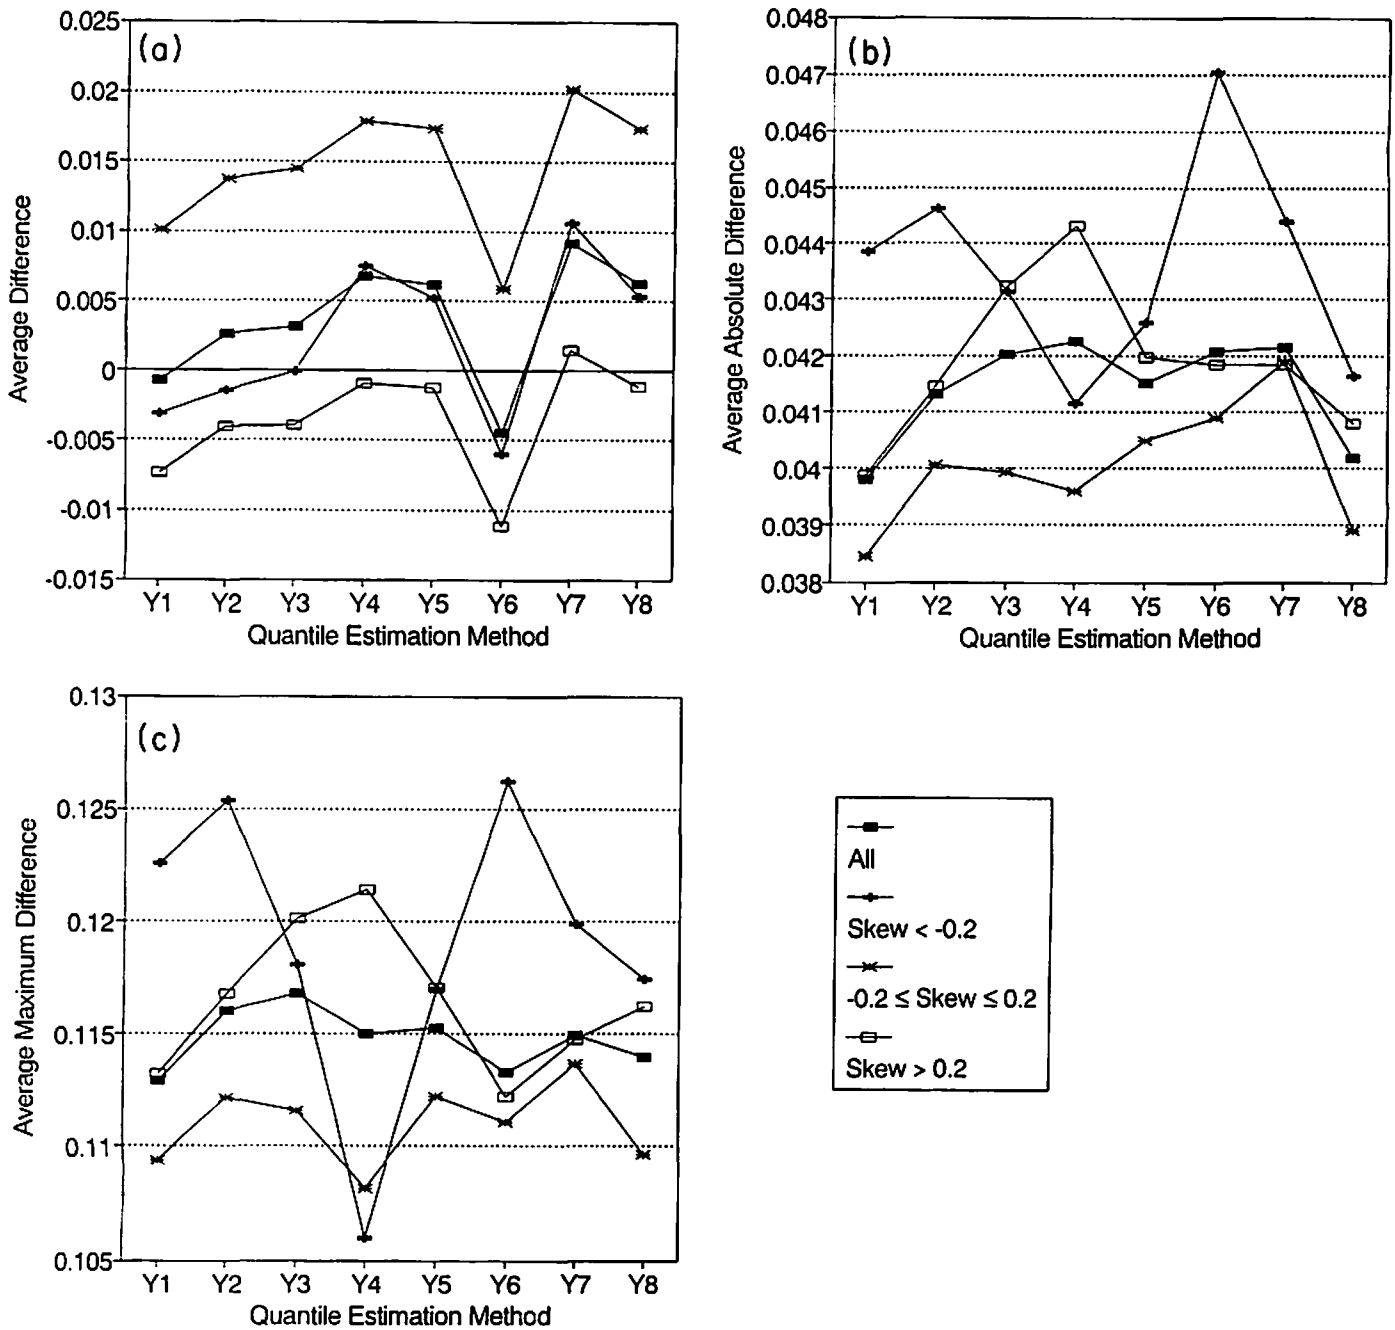 (a)
Average Difference
0.025
0.02
0.015
0.01
0.005
0
-0.005
-0.01
-0.015
Y1 Y2 Y3 Y4 Y5 Y6 Y7 Y8
Quantile Estimation Method
(b)
Average Absolute Difference
0.048
0.047
0.046
0.045
0.044
0.043
0.042
0.041
0.04
0.039
0.038
Y1 Y2 Y3 Y4 Y5 Y6 Y7 Y8
Quantile Estimation Method
(c)
Average Maximum Difference
0.13
0.125
0.12
0.115
0.11
0.105
Y1 Y2 Y3 Y4 Y5 Y6 Y7 Y8
Quantile Estimation Method
All
Skew < -0.2
-0.2 ≤ Skew ≤ 0.2
Skew > 0.2